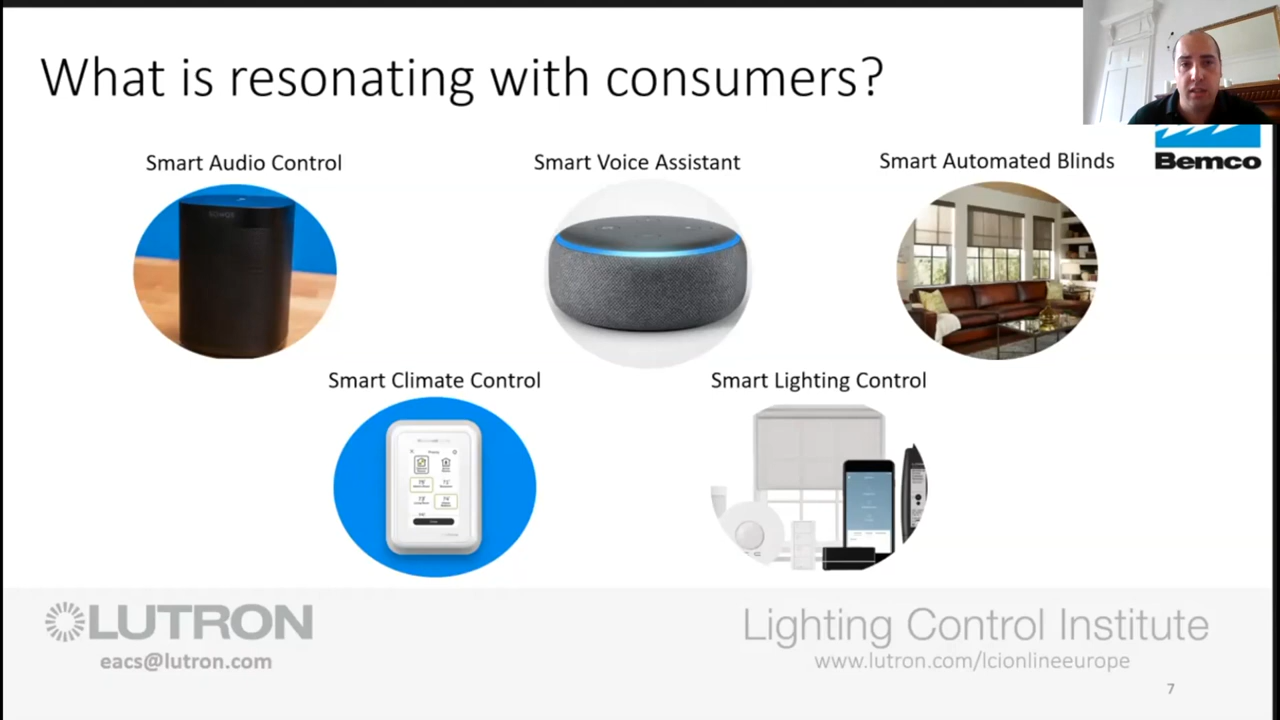 What is resonating with consumers?
Bemco
Smart Audio Control
Smart Voice Assistant
Smart Automated Blinds
SONOS
Smart Climate Control
Smart Lighting Control
LUTRON
Lighting Control Institute
eacs@lutron.com
www.lutron.com/lcionlineeurope
7